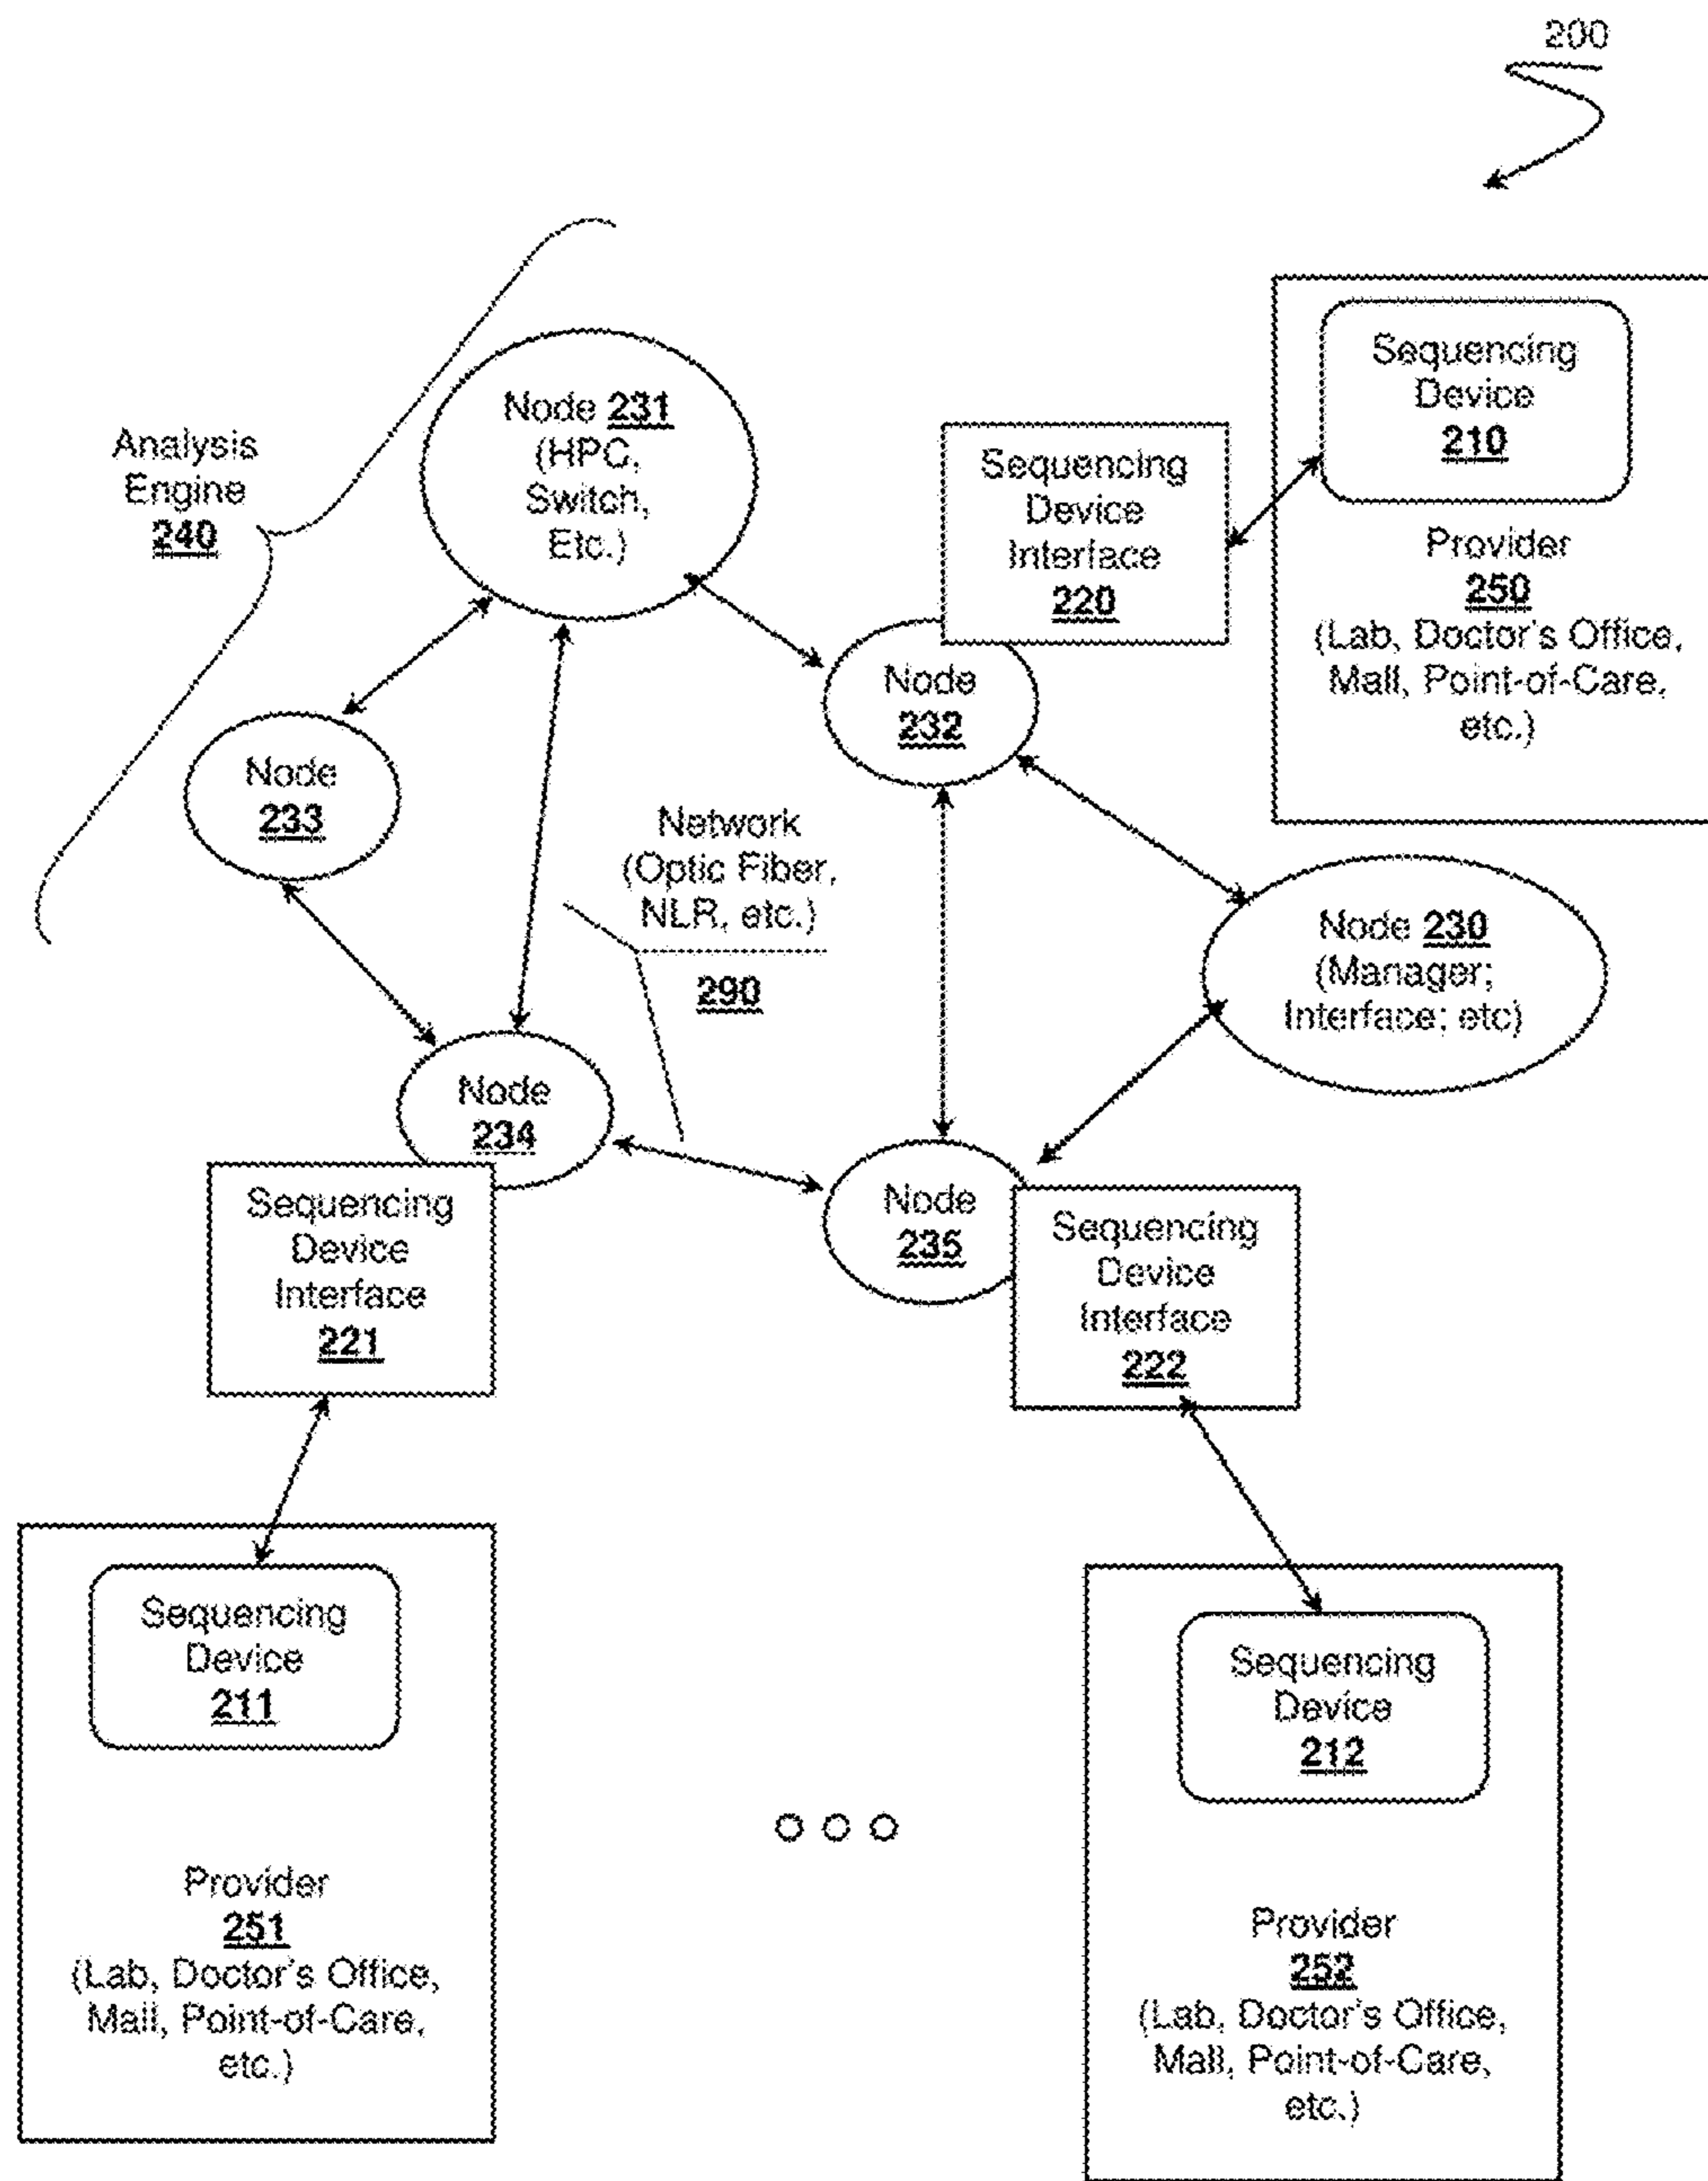 200
Analysis
Engine
240
Node 231
(HPC,
Switch,
Etc.)
Sequencing
Device
Interface
220
Sequencing
Device
210
Provider
250
(Lab, Doctor's Office,
Mall, Point-of-Care,
etc.)
Node
232
Node
233
Network
(Optic Fiber,
NLR, etc.)
290
Node 230
(Manager;
Interface; etc)
Node
234
Sequencing
Device
Interface
221
Node
235
Sequencing
Device
Interface
222
Sequencing
Device
211
Provider
251
(Lab, Doctor's Office,
Mall, Point-of-Care,
etc.)
Sequencing
Device
212
Provider
252
(Lab, Doctor's Office,
Mall, Point-of-Care,
etc.)